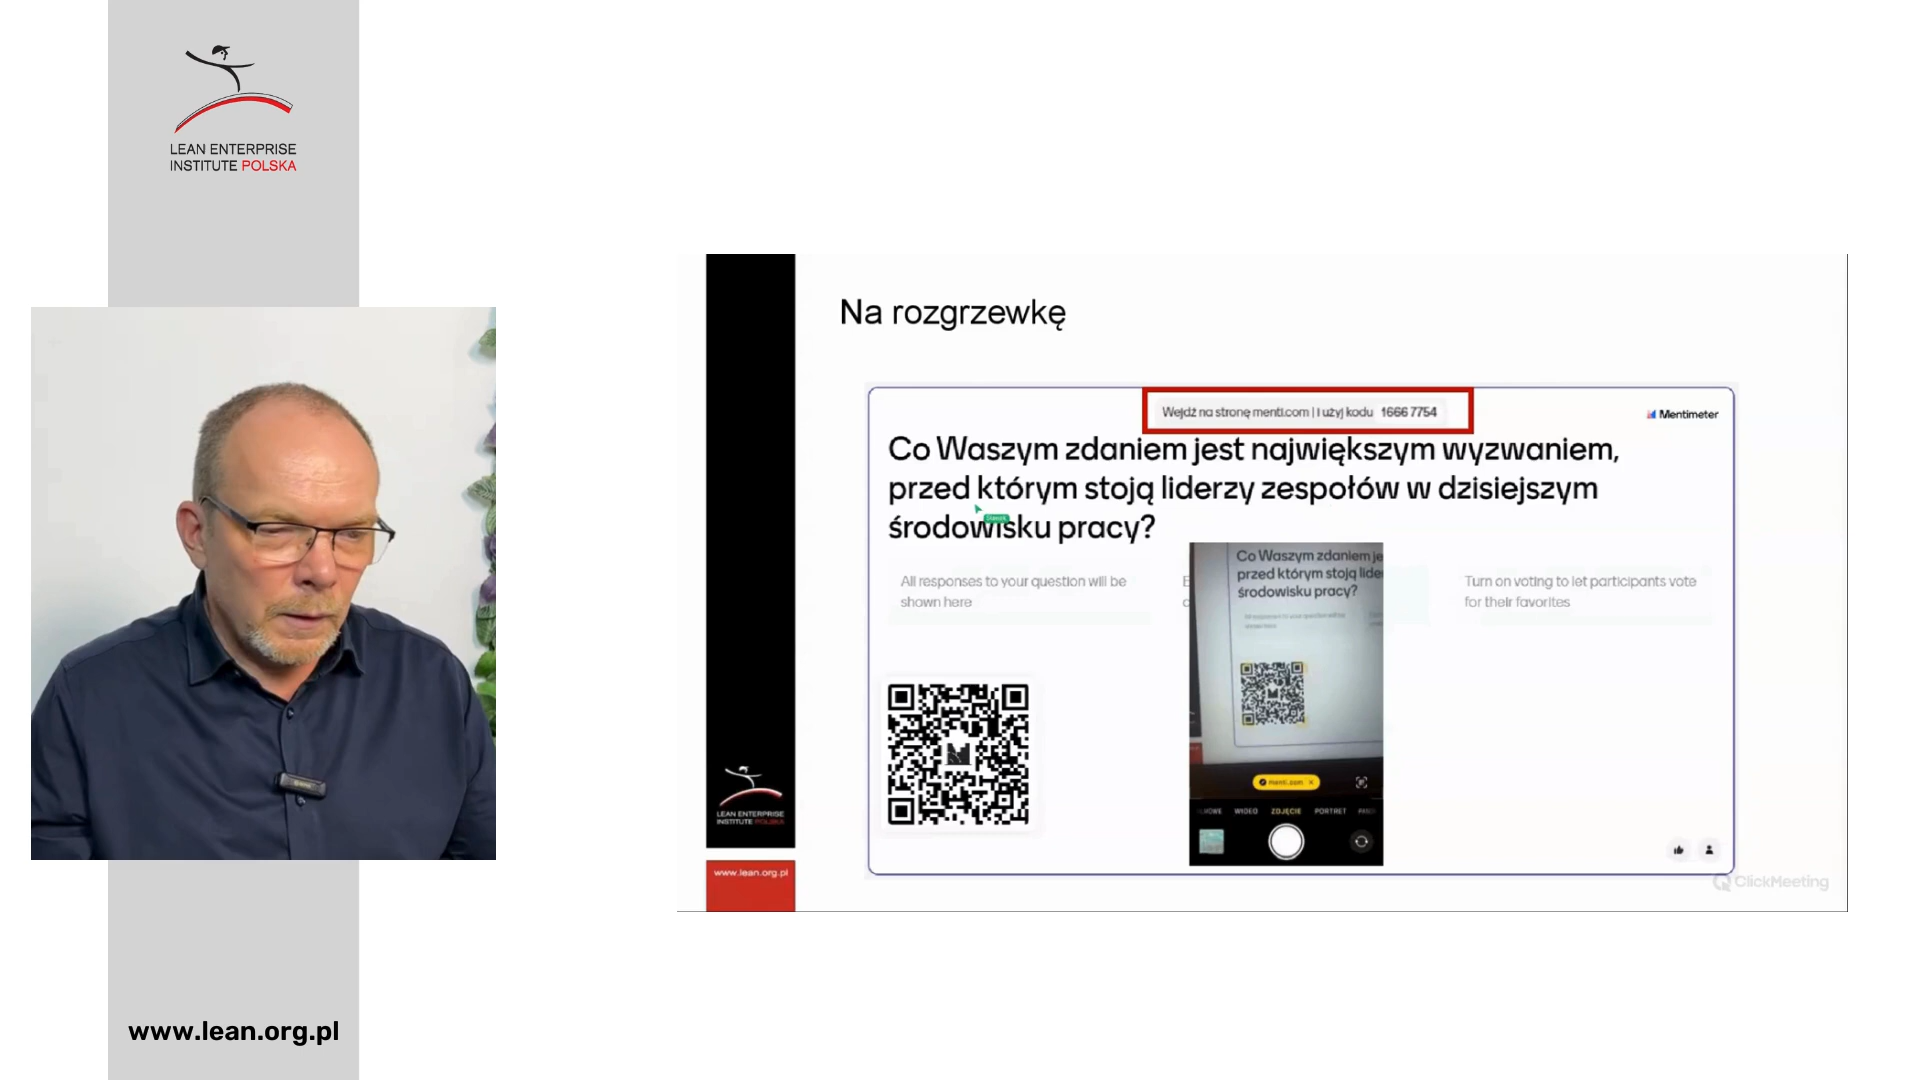 LEAN ENTERPRISE
INSTITUTE POLSKA
www.lean.org.pl
Na rozgrzewkę
Wejdź na stronę menti.com | i użyj kodu 1666 7754
Mentimeter
Co Waszym zdaniem jest największym wyzwaniem,
przed którym stoją liderzy zespołów w dzisiejszym
środowisku pracy?
All responses to your question will be
shown here
Turn on voting to let participants vote
for their favorites
Co Waszym zdaniem je
przed którym stoją lide
środowisku pracy?
menti.com
WIDEO ZDJĘCIE PORTRET
LEAN ENTERPRISE
INSTITUTE POLSKA
www.lean.org.pl
ClickMeeting